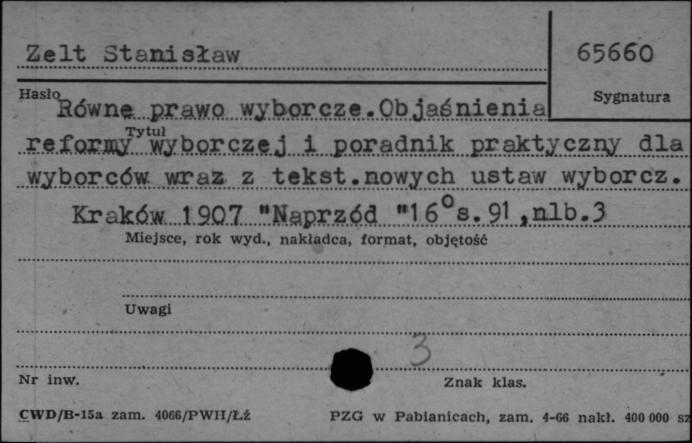 Zelt Stanisław
65660
Hasło
Sygnatura
Równe prawo wyborcze.Objaśnienia
Tytuł
reformy wyborczej i poradnik praktyczny dla
wyborców wraz z tekst.nowych ustaw wyborcz.
Kraków 1907 "Naprzód "16°s.91,nlb.3
Miejsce, rok wyd., nakładca, format, objętość
Uwagi
3
Nr inw.
Znak klas.
CWD/B-15a zam. 4066/PWH/Łź
PZG w Pabianicach, zam. 4-66 nakł. 400 000 sz